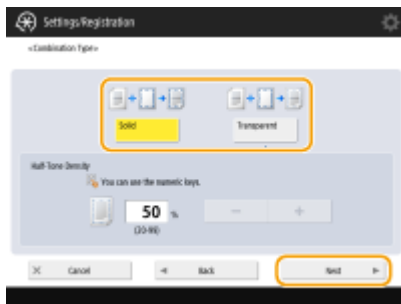 Settings/Registration
<Combination Type>
Solid
Transparent
Half-Tone Density
You can use the numeric keys.
50 %
− +
(20-99)
Cancel
Back
Next